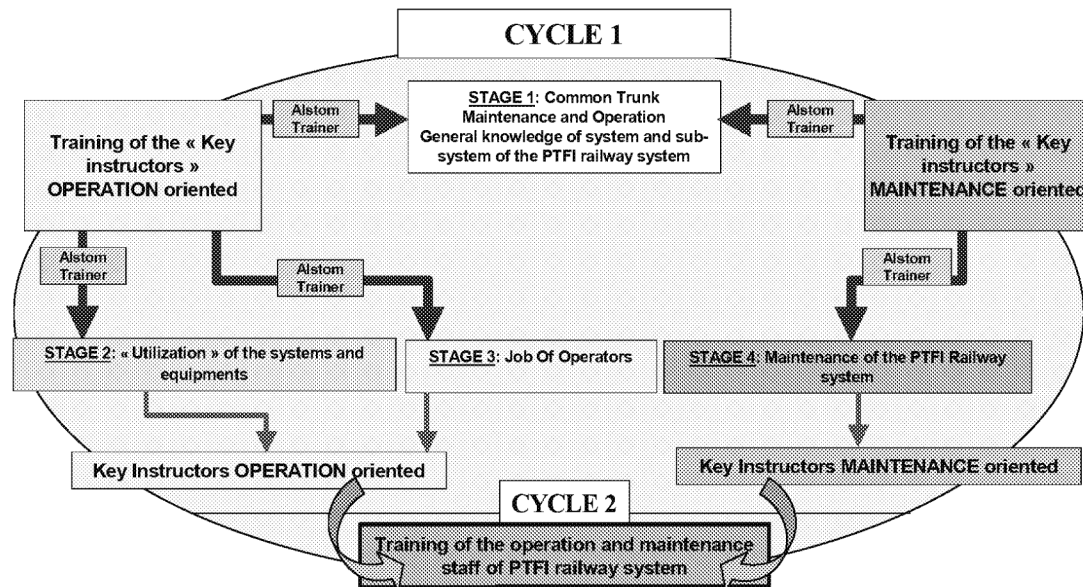 CYCLE 1
Alstom
Trainer
STAGE 1: Common Trunk
Maintenance and Operation
General knowledge of system and sub-
system of the PTFI railway system
Alstom
Trainer
Training of the « Key
instructors »
OPERATION oriented
Training of the « Key
instructors »
MAINTENANCE oriented
Alstom
Trainer
Alstom
Trainer
Alstom
Trainer
STAGE 2: « Utilization » of the systems and
equipments
STAGE 3: Job Of Operators
STAGE 4: Maintenance of the PTFI Railway
system
Key Instructors OPERATION oriented
Key Instructors MAINTENANCE oriented
CYCLE 2
Training of the operation and maintenance
staff of PTFI railway system